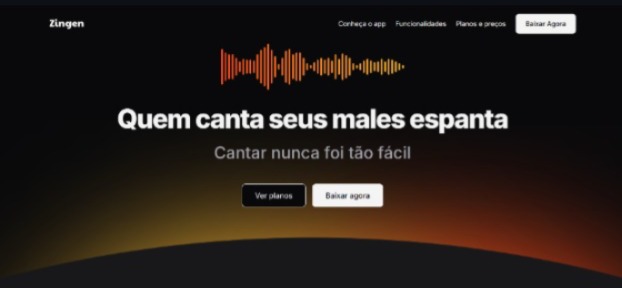 Zingen
Conheça o app Funcionalidades Planos e preços Baixar Agora
Quem canta seus males espanta
Cantar nunca foi tão fácil
Ver planos Baixar agora